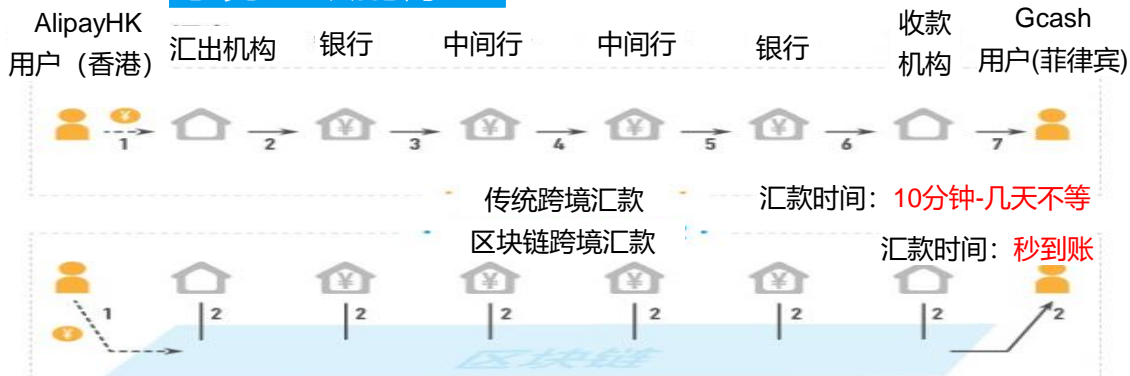 AlipayHK
用户（香港）
汇出机构
银行
中间行
中间行
银行
收款
机构
Gcash
用户(菲律宾)
¥ ¥ ¥ ¥ ¥
1 2 3 4 5 6 7
传统跨境汇款
汇款时间：10分钟-几天不等
区块链跨境汇款
汇款时间：秒到账
¥ ¥ ¥ ¥
1 2 2 2 2 2 2 2
¥
区块链